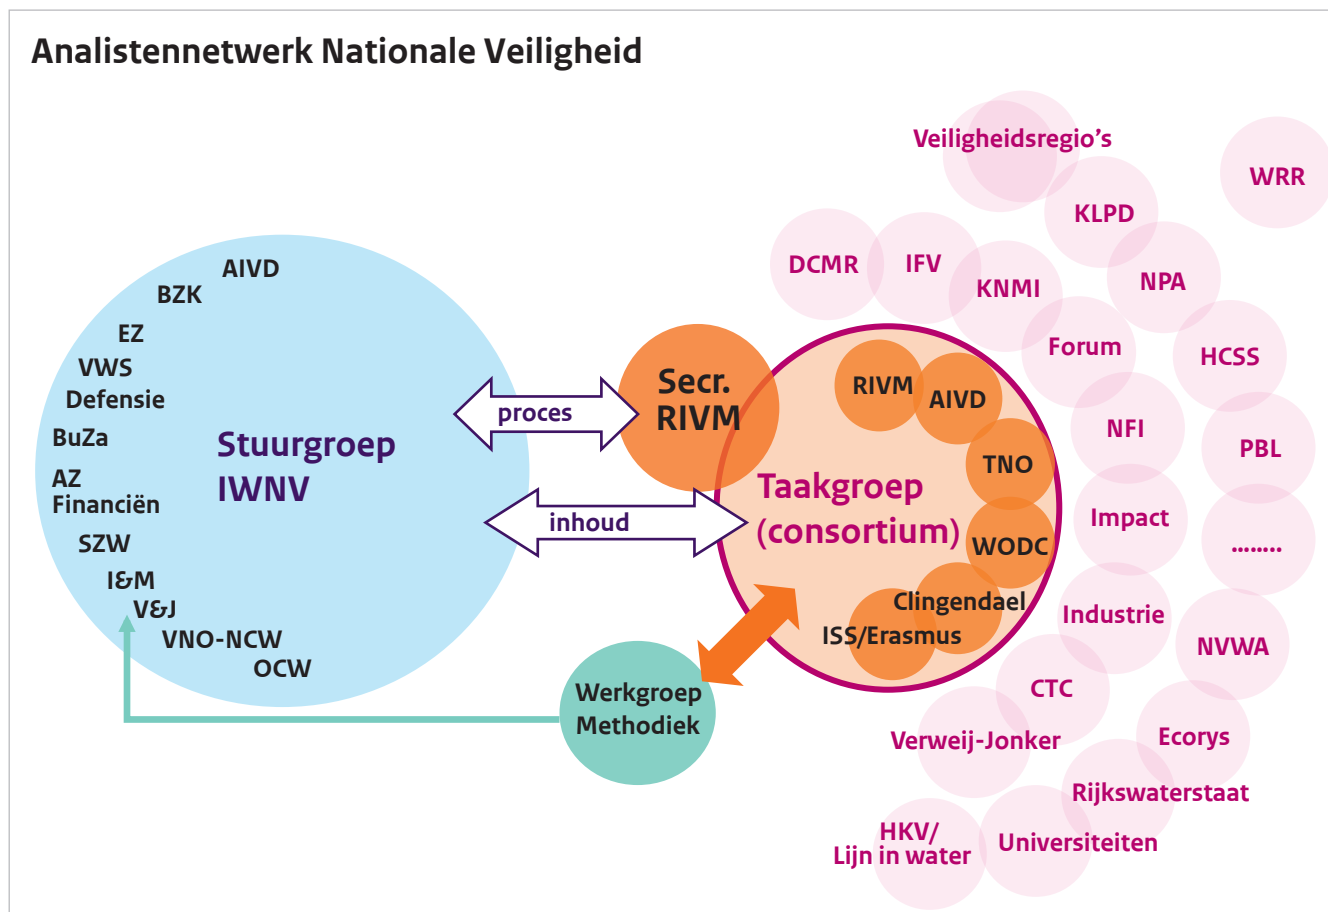 Analistennetwerk Nationale Veiligheid
Veiligheidsregio's
WRR
KLPD
DCMR
IFV
KNMI
NPA
Forum
HCSS
NFI
PBL
Impact
........
Industrie
NVWA
CTC
Ecorys
Verweij-Jonker
Rijkswaterstaat
HKV/
Lijn in water
Universiteiten
AIVD
BZK
EZ
VWS
Defensie
BuZa
AZ
Financiën
SZW
I&M
V&J
VNO-NCW
OCW
Stuurgroep
IWNV
proces
inhoud
Secr.
RIVM
Taakgroep
(consortium)
RIVM
AIVD
TNO
WODC
Clingendael
ISS/Erasmus
Werkgroep
Methodiek